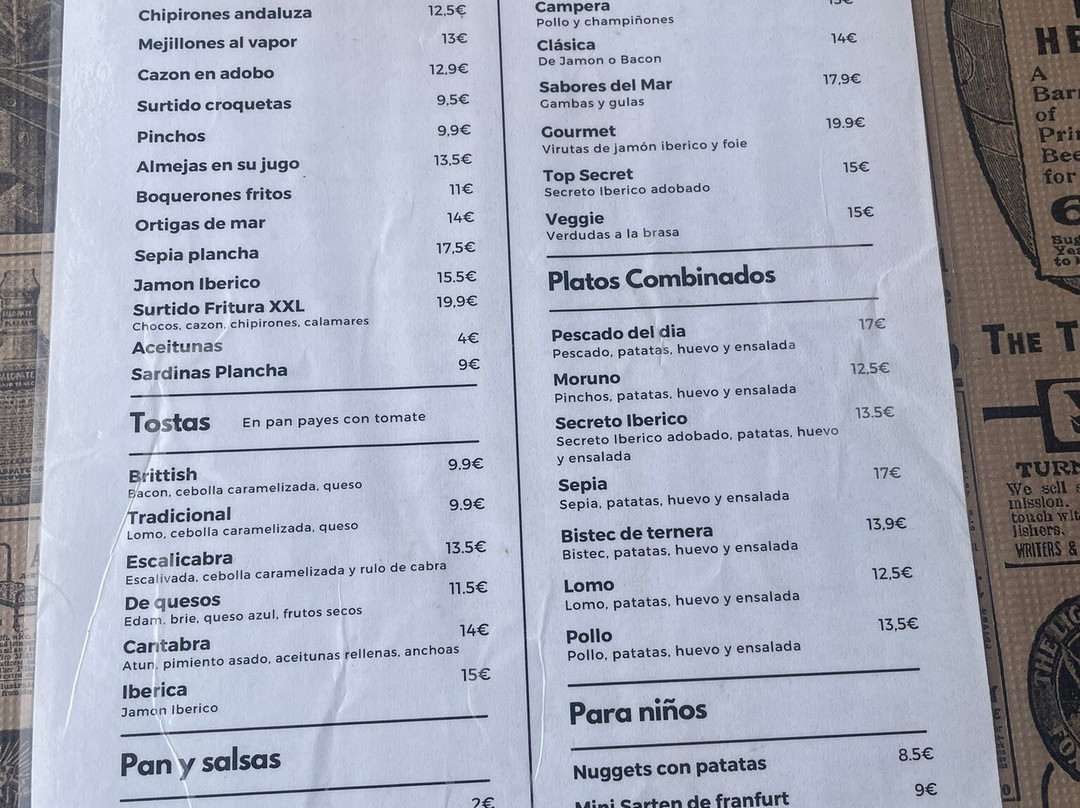 Chipirones andaluza 12,5€
Mejillones al vapor 13€
Cazon en adobo 12,9€
Surtido croquetas 9,5€
Pinchos 9,9€
Almejas en su jugo 13,5€
Boquerones fritos 11€
Ortigas de mar 14€
Sepia plancha 17,5€
Jamon Iberico 15.5€
Surtido Fritura XXL 19,9€
Chocos, cazon, chipirones, calamares
Aceitunas 4€
Sardinas Plancha 9€
Tostas En pan payes con tomate
Brittish 9.9€
Bacon, cebolla caramelizada, queso
Tradicional 9.9€
Lomo, cebolla caramelizada, queso
Escalicabra 13.5€
Escalivada, cebolla caramelizada y rulo de cabra
De quesos 11.5€
Edam, brie, queso azul, frutos secos
Cantabra 14€
Atun, pimiento asado, aceitunas rellenas, anchoas
Iberica 15€
Jamon Iberico
Pan y salsas
2€
Campera
Pollo y champiñones
Clásica 14€
De Jamon o Bacon
Sabores del Mar 17,9€
Gambas y gulas
Gourmet 19.9€
Virutas de jamón iberico y foie
Top Secret 15€
Secreto Iberico adobado
Veggie 15€
Verdudas a la brasa
Platos Combinados
Pescado del dia 17€
Pescado, patatas, huevo y ensalada
Moruno 12,5€
Pinchos, patatas, huevo y ensalada
Secreto Iberico 13.5€
Secreto Iberico adobado, patatas, huevo
y ensalada
Sepia 17€
Sepia, patatas, huevo y ensalada
Bistec de ternera 13,9€
Bistec, patatas, huevo y ensalada
Lomo 12,5€
Lomo, patatas, huevo y ensalada
Pollo 13,5€
Pollo, patatas, huevo y ensalada
Para niños
Nuggets con patatas 8.5€
Mini Sarten de franfurt 9€
A
of
for
6
to
THE
We sell
mission.
touch
lishers.
WRITERS &
THE